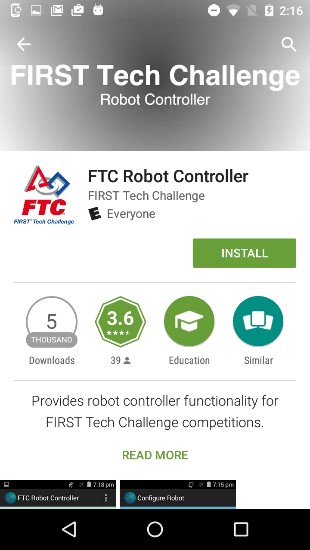 2:16
FIRST Tech Challenge
Robot Controller
FTC Robot Controller
FIRST Tech Challenge
E Everyone
FTC
FIRST Tech Challenge
INSTALL
5
THOUSAND
Downloads
3.6
39
Education
Similar
Provides robot controller functionality for
FIRST Tech Challenge competitions.
READ MORE
7:18 pm
FTC Robot Controller
7:15 pm
Configure Robot